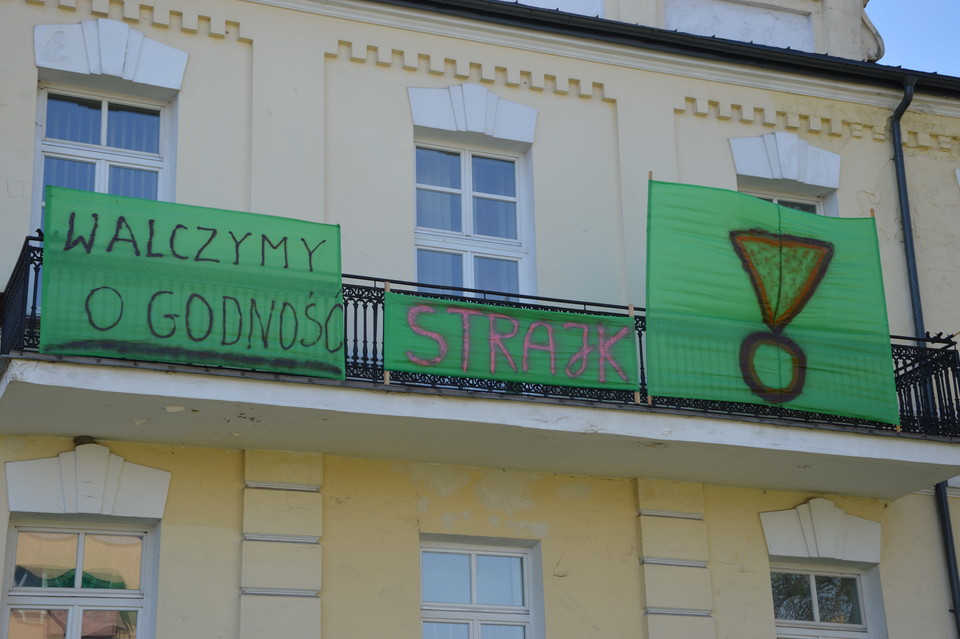 WALCZYMY
O GODNOŚĆ
STRAJK
!